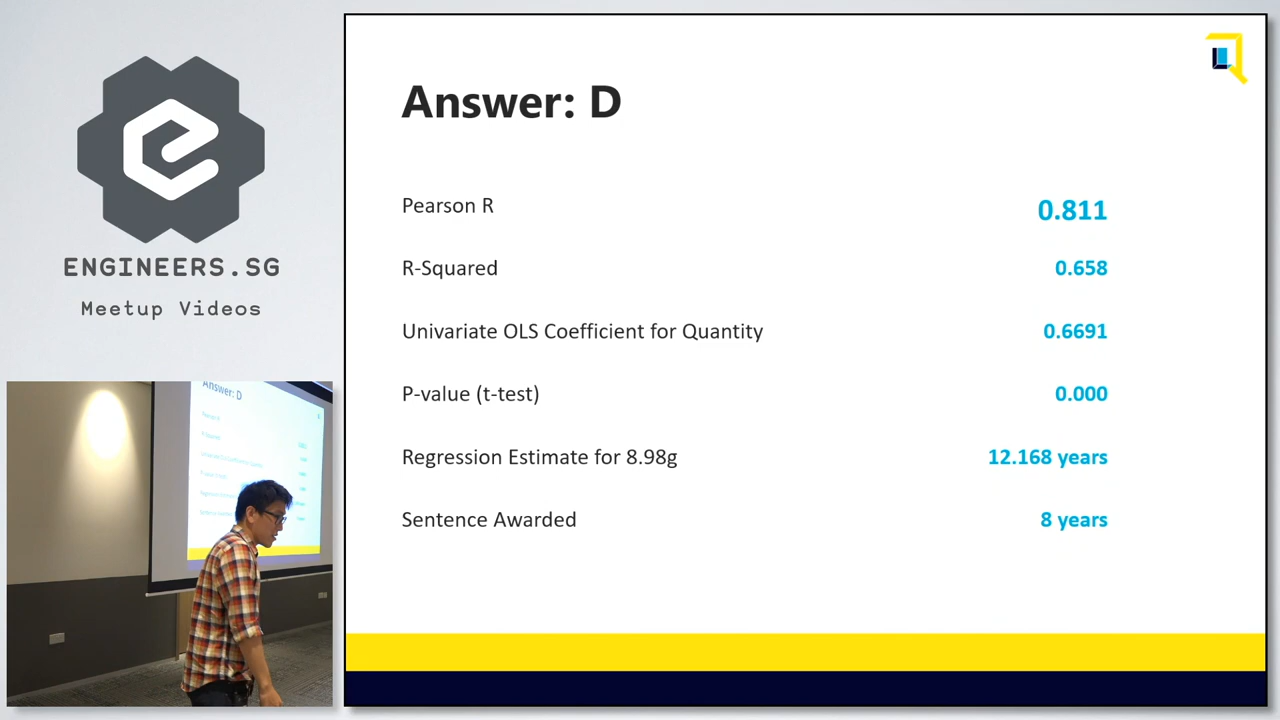 ENGINEERS.SG
Meetup Videos
Answer: D
Pearson R 0.811
R-Squared 0.658
Univariate OLS Coefficient for Quantity 0.6691
P-value (t-test) 0.000
Regression Estimate for 8.98g 12.168 years
Sentence Awarded 8 years
Answer: D